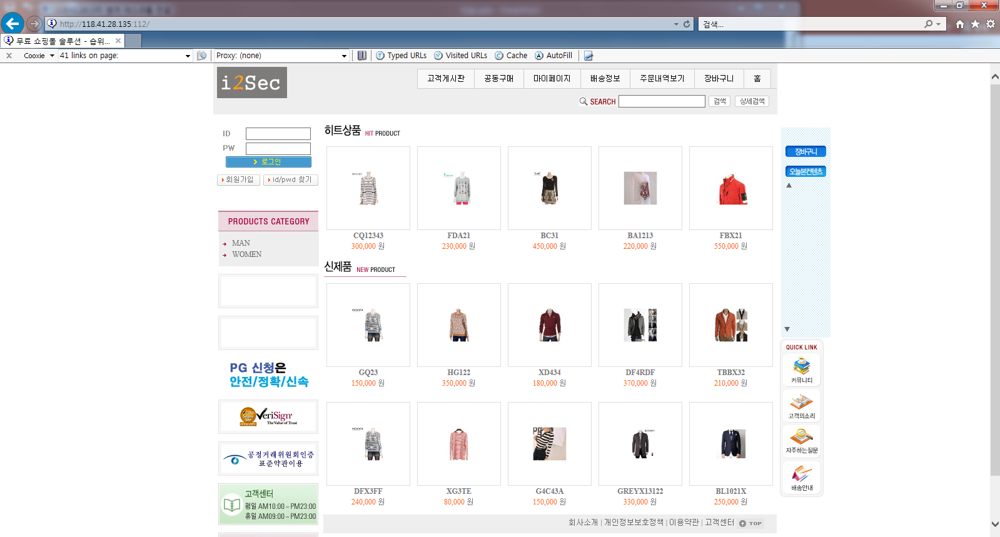 http://118.41.28.135:112/
검색...
무료 쇼핑몰 솔루션 - 숍위...
Cooxie
41 links on page:
Proxy: (none)
Typed URLs
Visited URLs
Cache
AutoFill
i2Sec
고객게시판
공동구매
마이페이지
배송정보
주문내역보기
장바구니
홈
SEARCH
검색
상세검색
ID
PW
로그인
회원가입
id/pwd 찾기
PRODUCTS CATEGORY
MAN
WOMEN
PG 신청은
안전/정확/신속
VeriSign
The Value of Trust
공정거래위원회인증
표준약관이용
고객센터
평일 AM10:00 ~ PM23:00
휴일 AM09:00 ~ PM23:00
히트상품 HIT PRODUCT
CQ12343
300,000 원
FDA21
230,000 원
BC31
450,000 원
BA1213
220,000 원
FBX21
550,000 원
신제품 NEW PRODUCT
GQ23
150,000 원
HG122
350,000 원
XD434
180,000 원
DF4RDF
370,000 원
TBBX32
210,000 원
DFX3FF
240,000 원
XG3TE
80,000 원
G4C43A
150,000 원
GREYX13122
330,000 원
BL1021X
250,000 원
회사소개 | 개인정보보호정책 | 이용약관 | 고객센터
TOP
장바구니
오늘본컨텐츠
QUICK LINK
커뮤니티
고객의소리
자주하는질문
배송안내